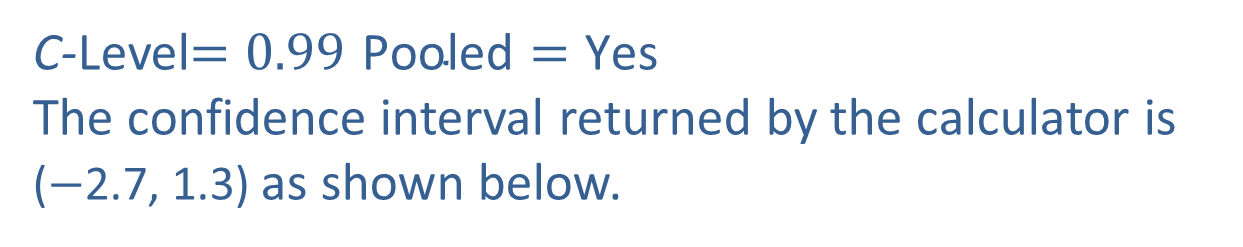 C-Level= 0.99 Pooled = Yes
The confidence interval returned by the calculator is
(−2.7, 1.3) as shown below.